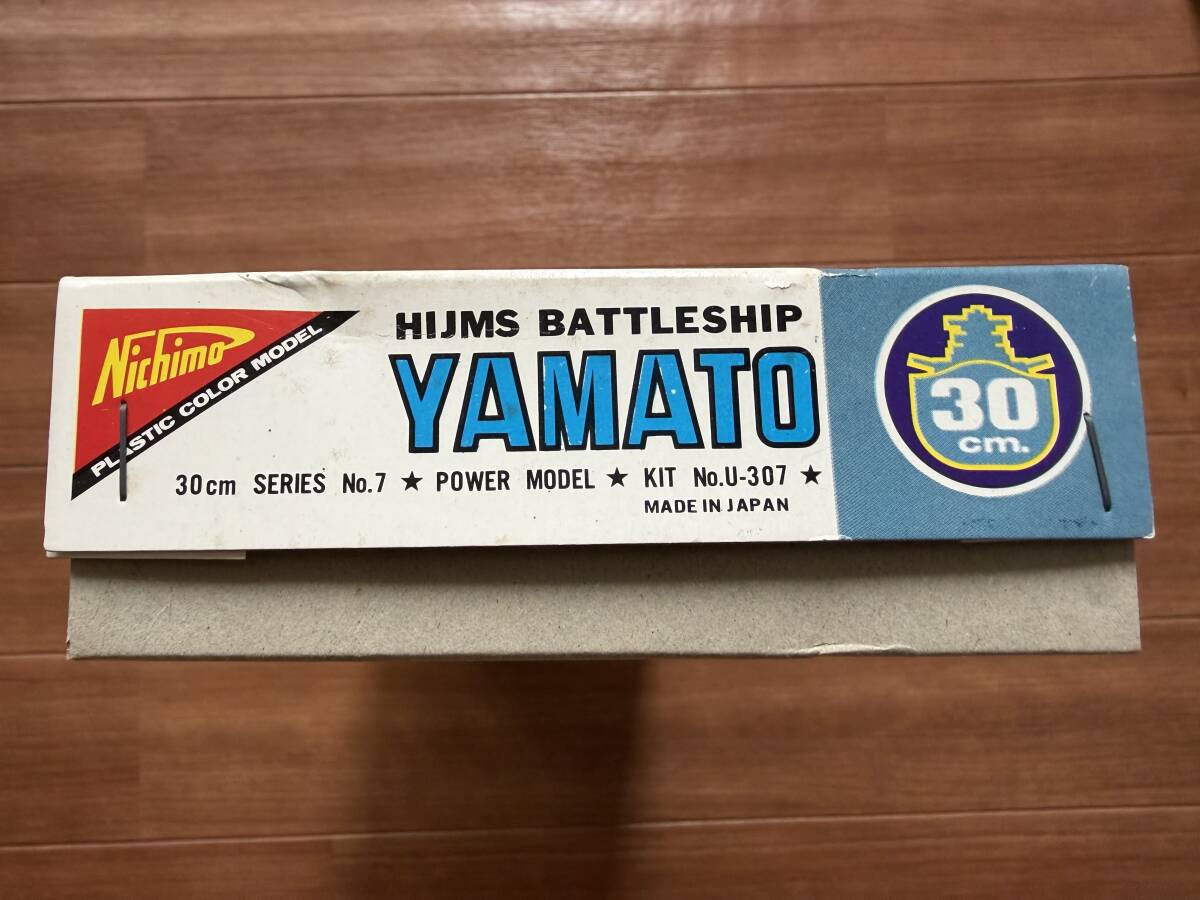 Nichimo
PLASTIC COLOR MODEL
HIJMS BATTLESHIP
YAMATO
30cm SERIES No.7 ★ POWER MODEL ★ KIT No.U-307 ★
MADE IN JAPAN
30
cm.